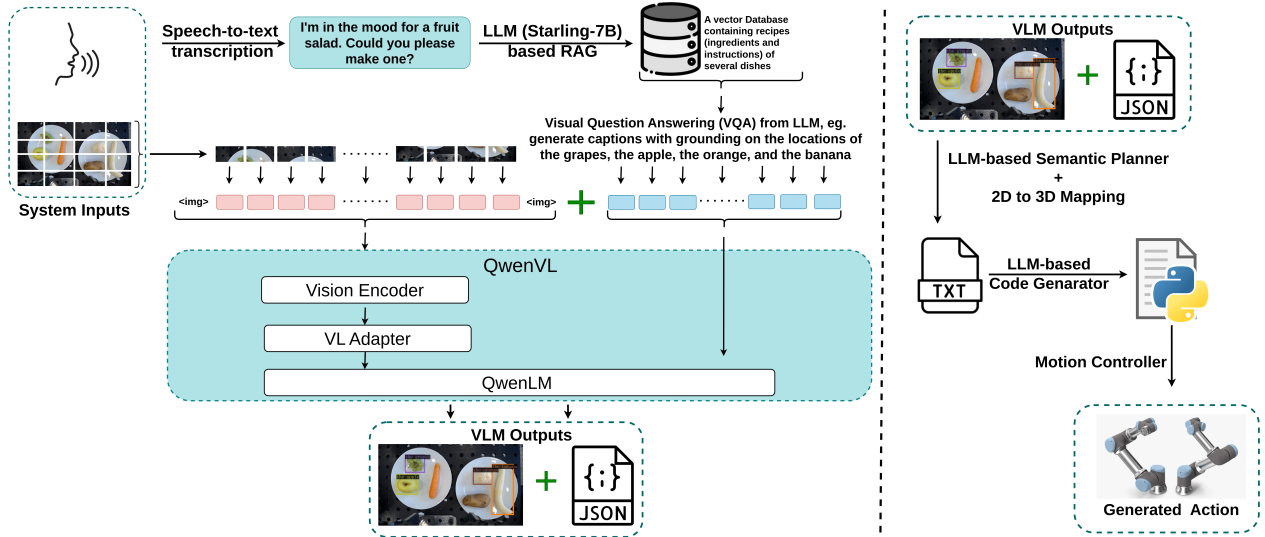 Speech-to-text
transcription
I'm in the mood for a fruit
salad. Could you please
make one?
LLM (Starling-7B)
based RAG
A vector Database
containing recipes
(ingredients and
instructions) of
several dishes
System Inputs
Visual Question Answering (VQA) from LLM, eg.
generate captions with grounding on the locations of
the grapes, the apple, the orange, and the banana
<img>
<img>
QwenVL
Vision Encoder
VL Adapter
QwenLM
VLM Outputs
{;}
JSON
VLM Outputs
{;}
JSON
LLM-based Semantic Planner
+
2D to 3D Mapping
TXT
LLM-based
Code Genarator
Motion Controller
Generated Action